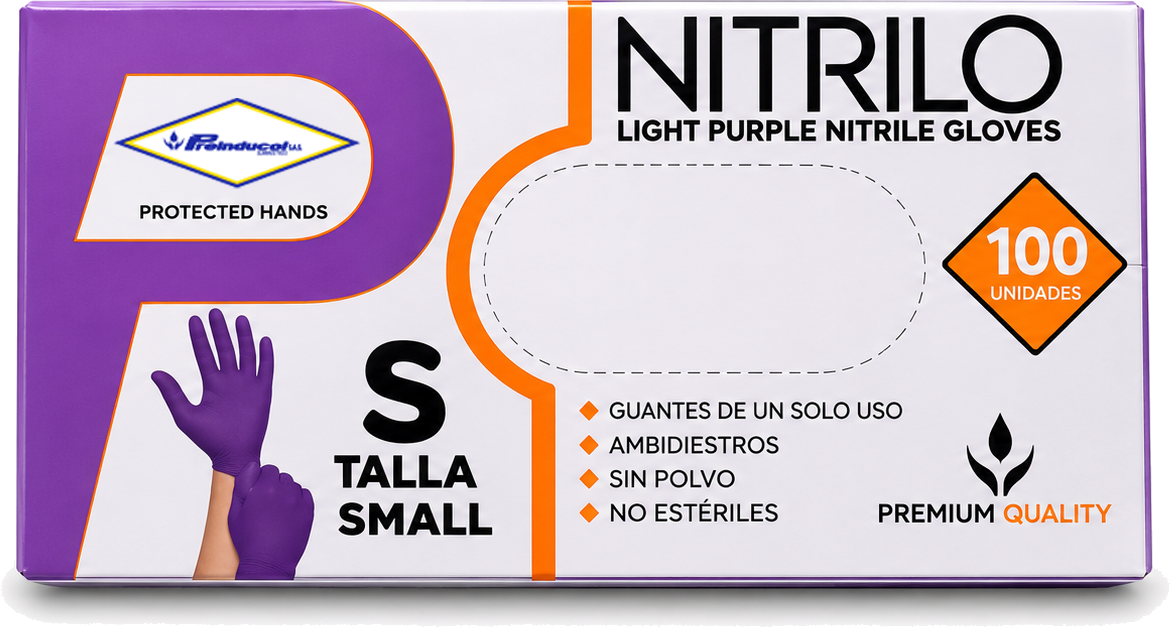 Preinducol S.A.S.
PROTECTED HANDS
NITRILO
LIGHT PURPLE NITRILE GLOVES
100
UNIDADES
S
TALLA
SMALL
GUANTES DE UN SOLO USO
AMBIDIESTROS
SIN POLVO
NO ESTÉRILES
PREMIUM QUALITY